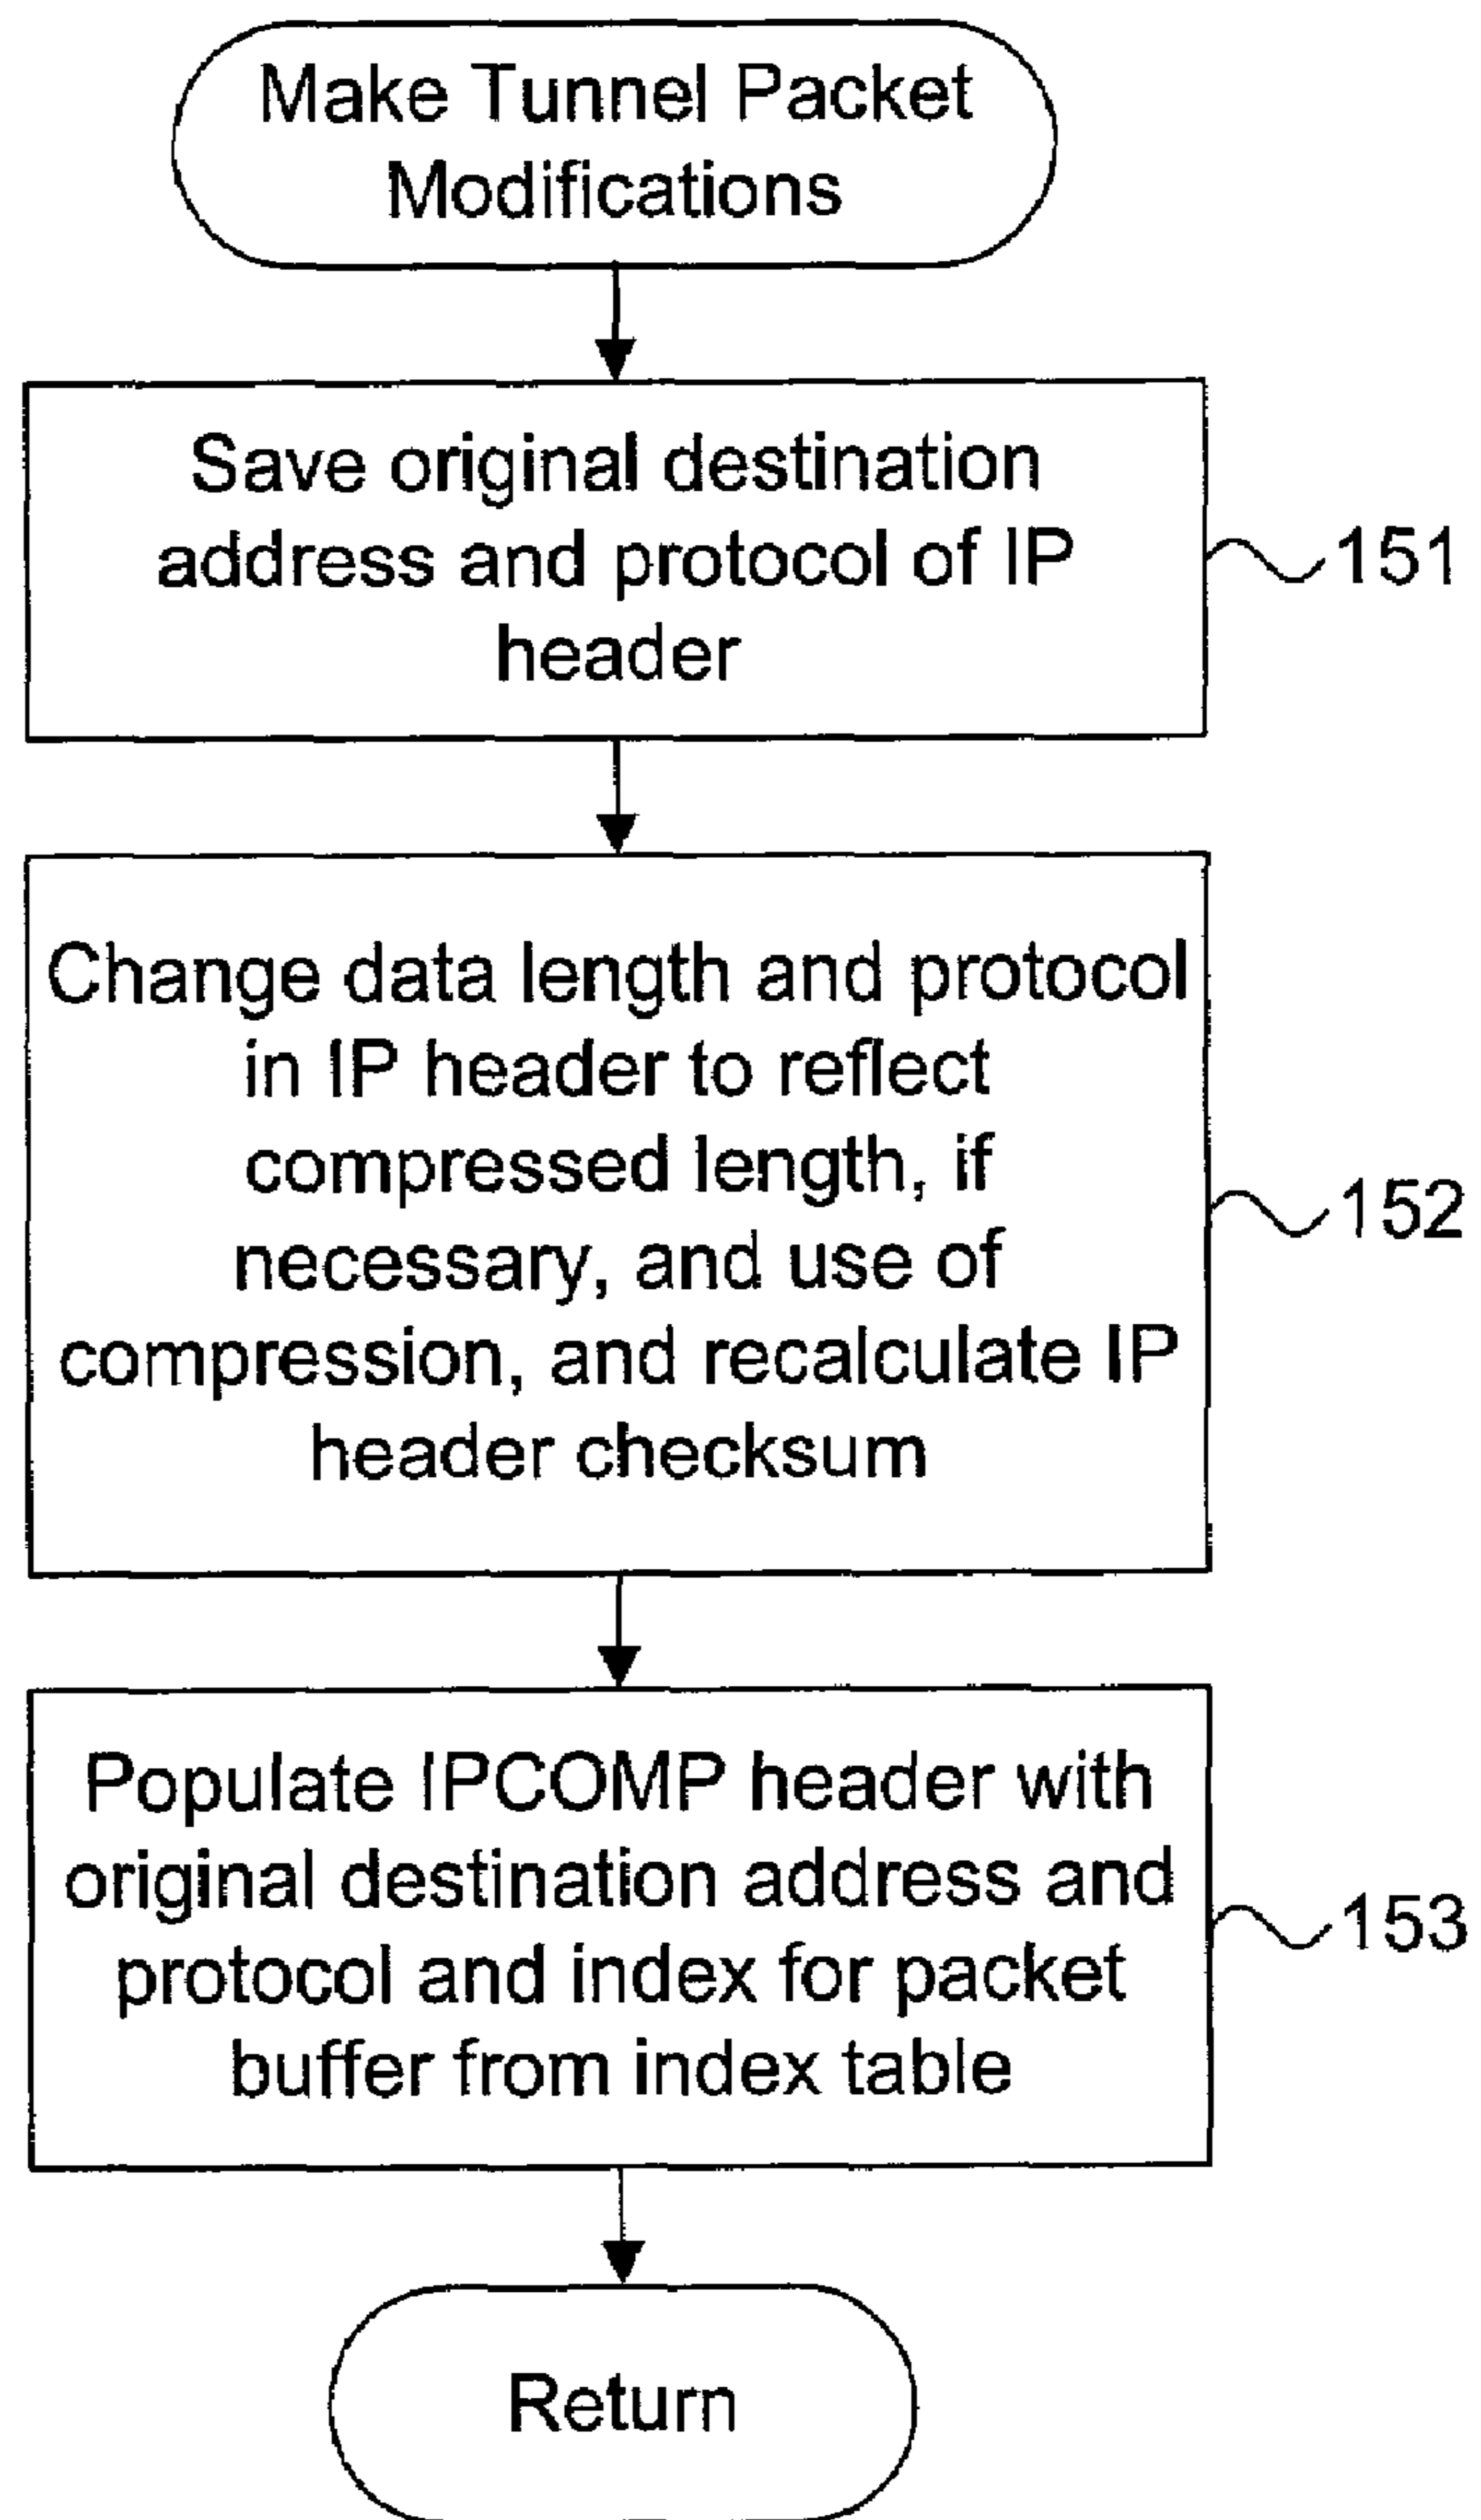 Make Tunnel Packet
Modifications
Save original destination
address and protocol of IP
header
151
Change data length and protocol
in IP header to reflect
compressed length, if
necessary, and use of
compression, and recalculate IP
header checksum
152
Populate IPCOMP header with
original destination address and
protocol and index for packet
buffer from index table
153
Return